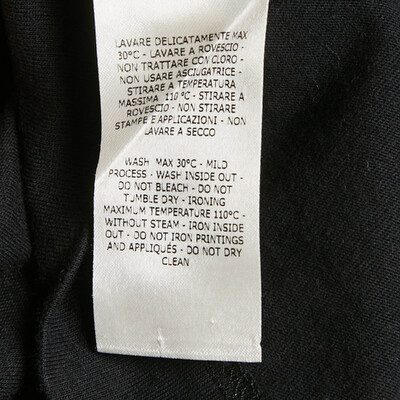 LAVARE DELICATAMENTE MAX
30°C - LAVARE A ROVESCIO -
NON TRATTARE CON CLORO -
NON USARE ASCIUGATRICE -
STIRARE A TEMPERATURA
MASSIMA 110 °C - STIRARE A
ROVESCIO - NON STIRARE
STAMPE E APPLICAZIONI - NON
LAVARE A SECCO
WASH MAX 30°C - MILD
PROCESS - WASH INSIDE OUT -
DO NOT BLEACH - DO NOT
TUMBLE DRY - IRONING
MAXIMUM TEMPERATURE 110°C -
WITHOUT STEAM - IRON INSIDE
OUT - DO NOT IRON PRINTINGS
AND APPLIQUÉS - DO NOT DRY
CLEAN